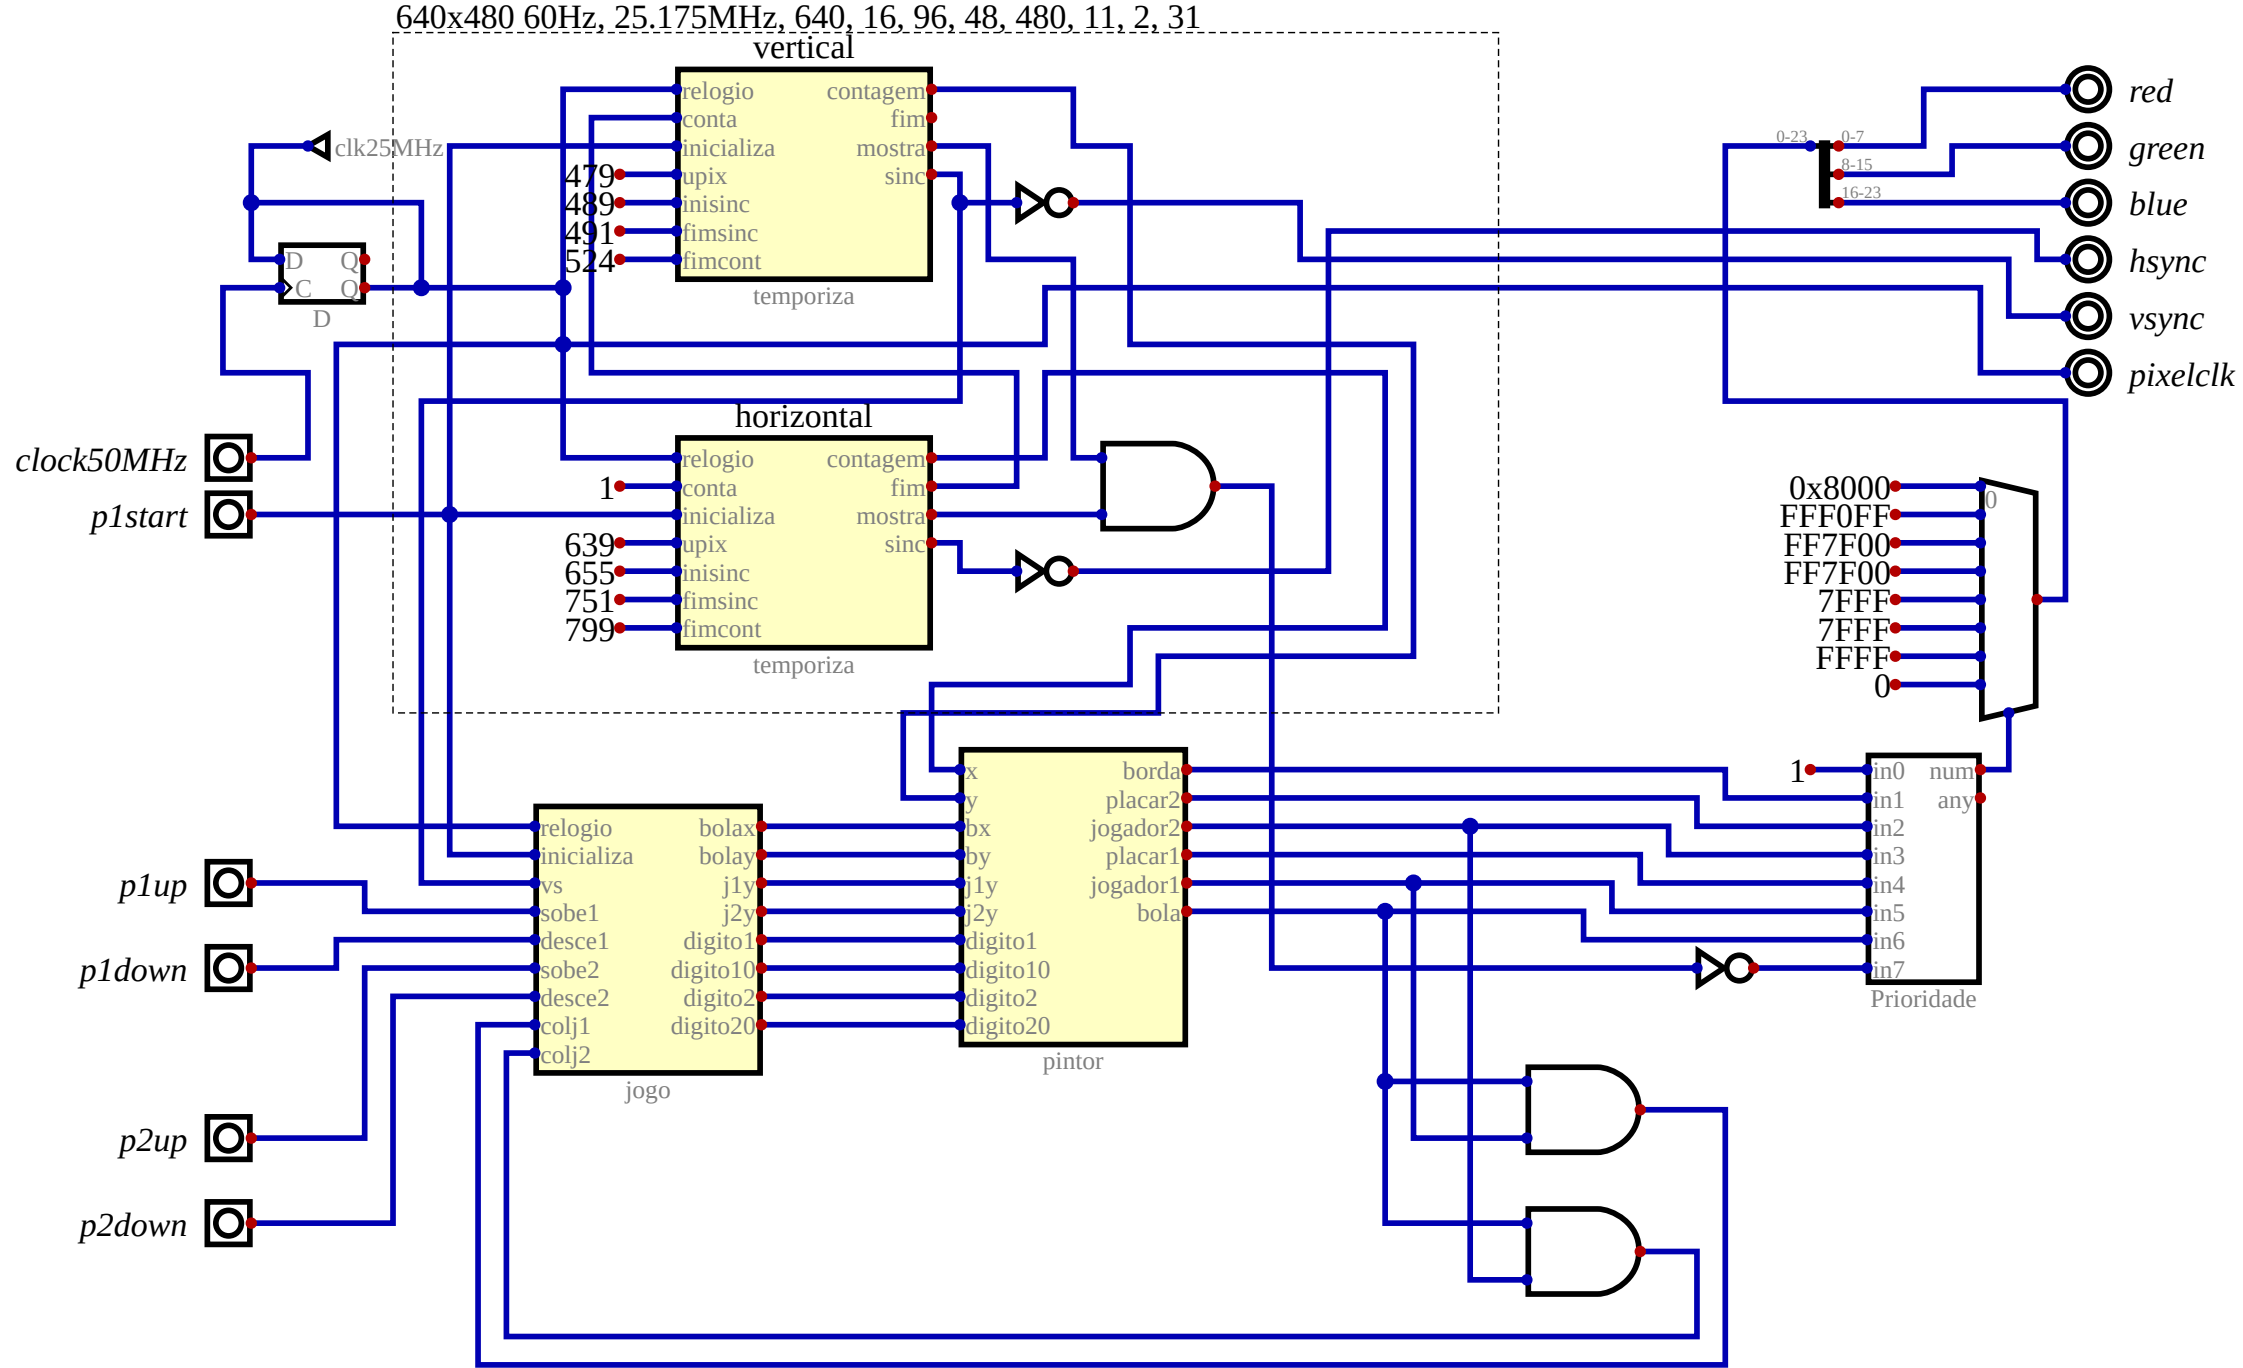 640x480 60Hz, 25.175MHz, 640, 16, 96, 48, 480, 11, 2, 31
vertical
relogio
conta
inicializa
upix
inisinc
fimsinc
fimcont
contagem
fim
mostra
sinc
temporiza
479
489
491
524
clk25MHz
D
C
Q
Q
D
horizontal
relogio
conta
inicializa
upix
inisinc
fimsinc
fimcont
contagem
fim
mostra
sinc
temporiza
1
639
655
751
799
clock50MHz
p1start
p1up
p1down
p2up
p2down
relogio
inicializa
vs
sobe1
desce1
sobe2
desce2
colj1
colj2
bolax
bolay
j1y
j2y
digito1
digito10
digito2
digito20
jogo
x
y
bx
by
j1y
j2y
digito1
digito10
digito2
digito20
borda
placar2
jogador2
placar1
jogador1
bola
pintor
0-23
0-7
8-15
16-23
red
green
blue
hsync
vsync
pixelclk
0x8000
FFF0FF
FF7F00
FF7F00
7FFF
7FFF
FFFF
0
0
1
in0
in1
in2
in3
in4
in5
in6
in7
num
any
Prioridade